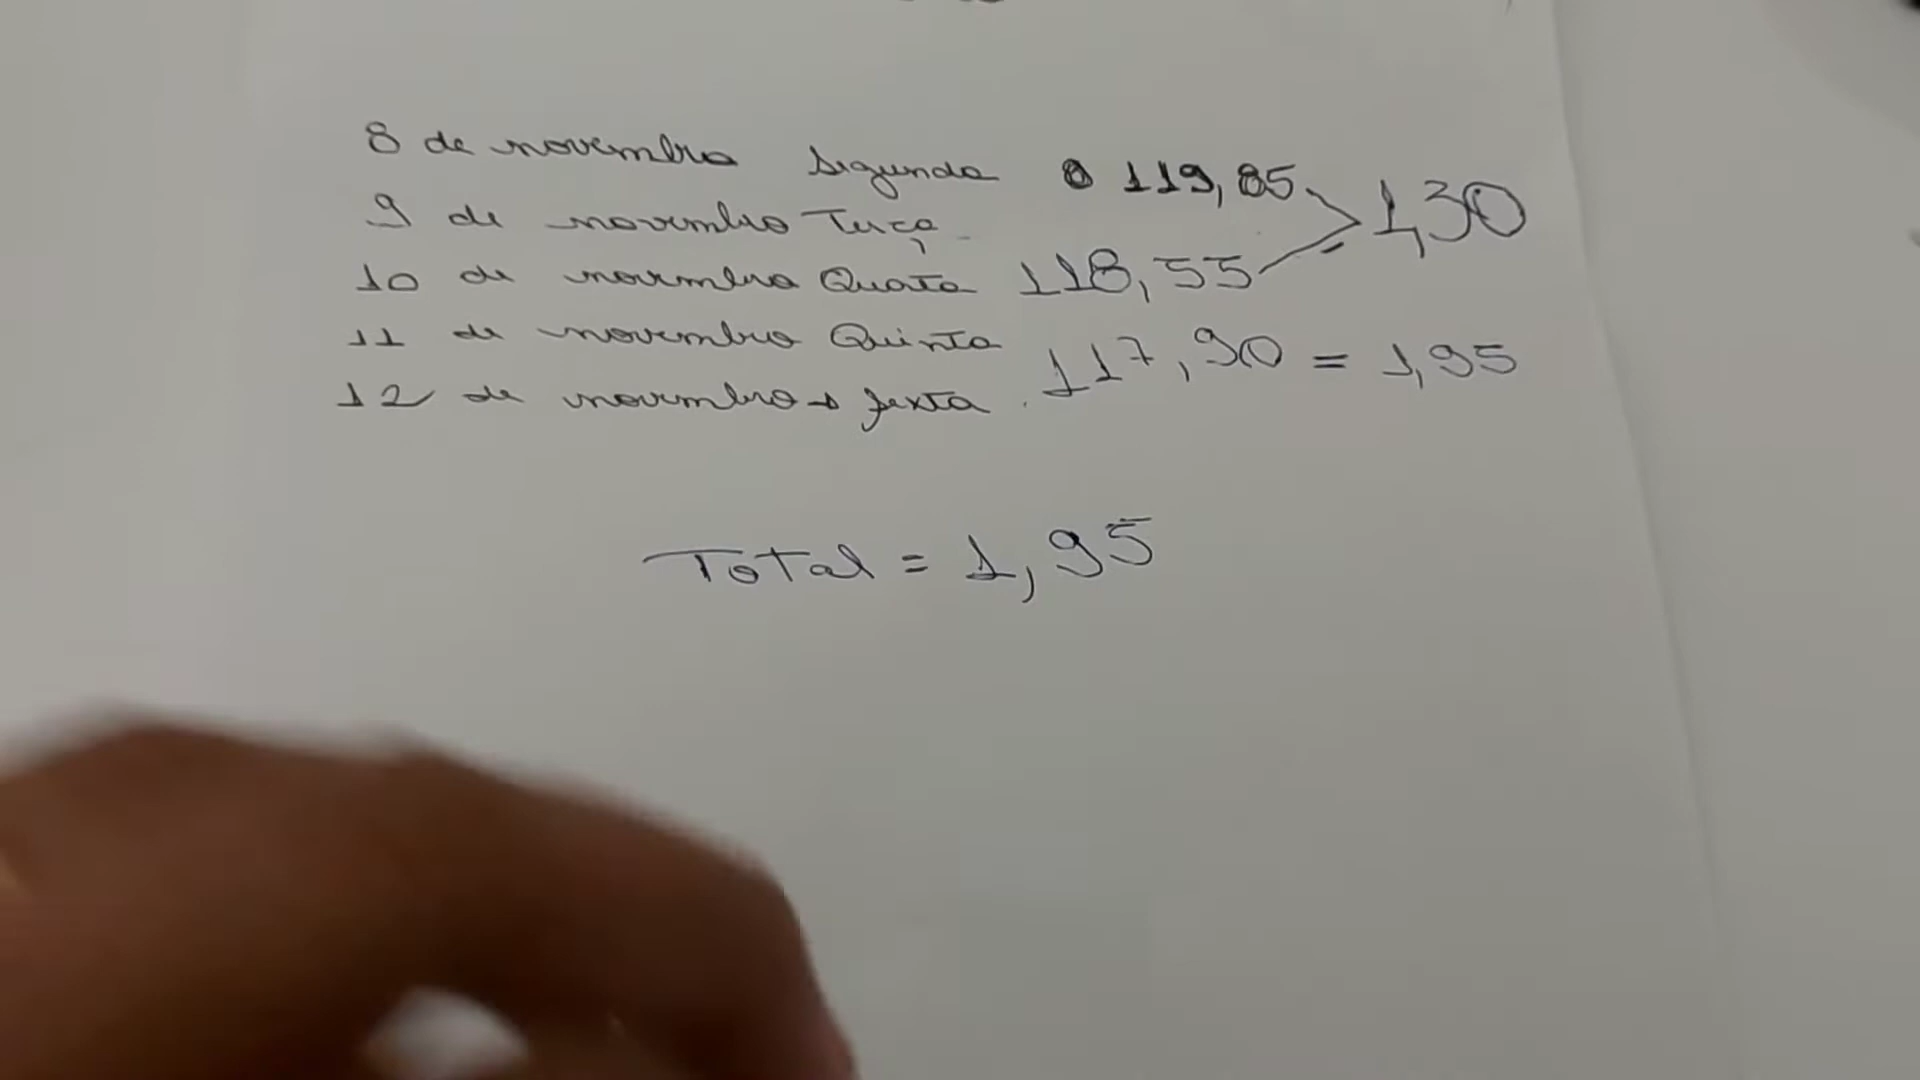 8 de novembro Segunda 119,85 > 1,30
9 de novembro Terça
10 de novembro Quarta 118,55
11 de novembro Quinta
12 de novembro → Sexta 117,90 = 1,95
Total = 1,95